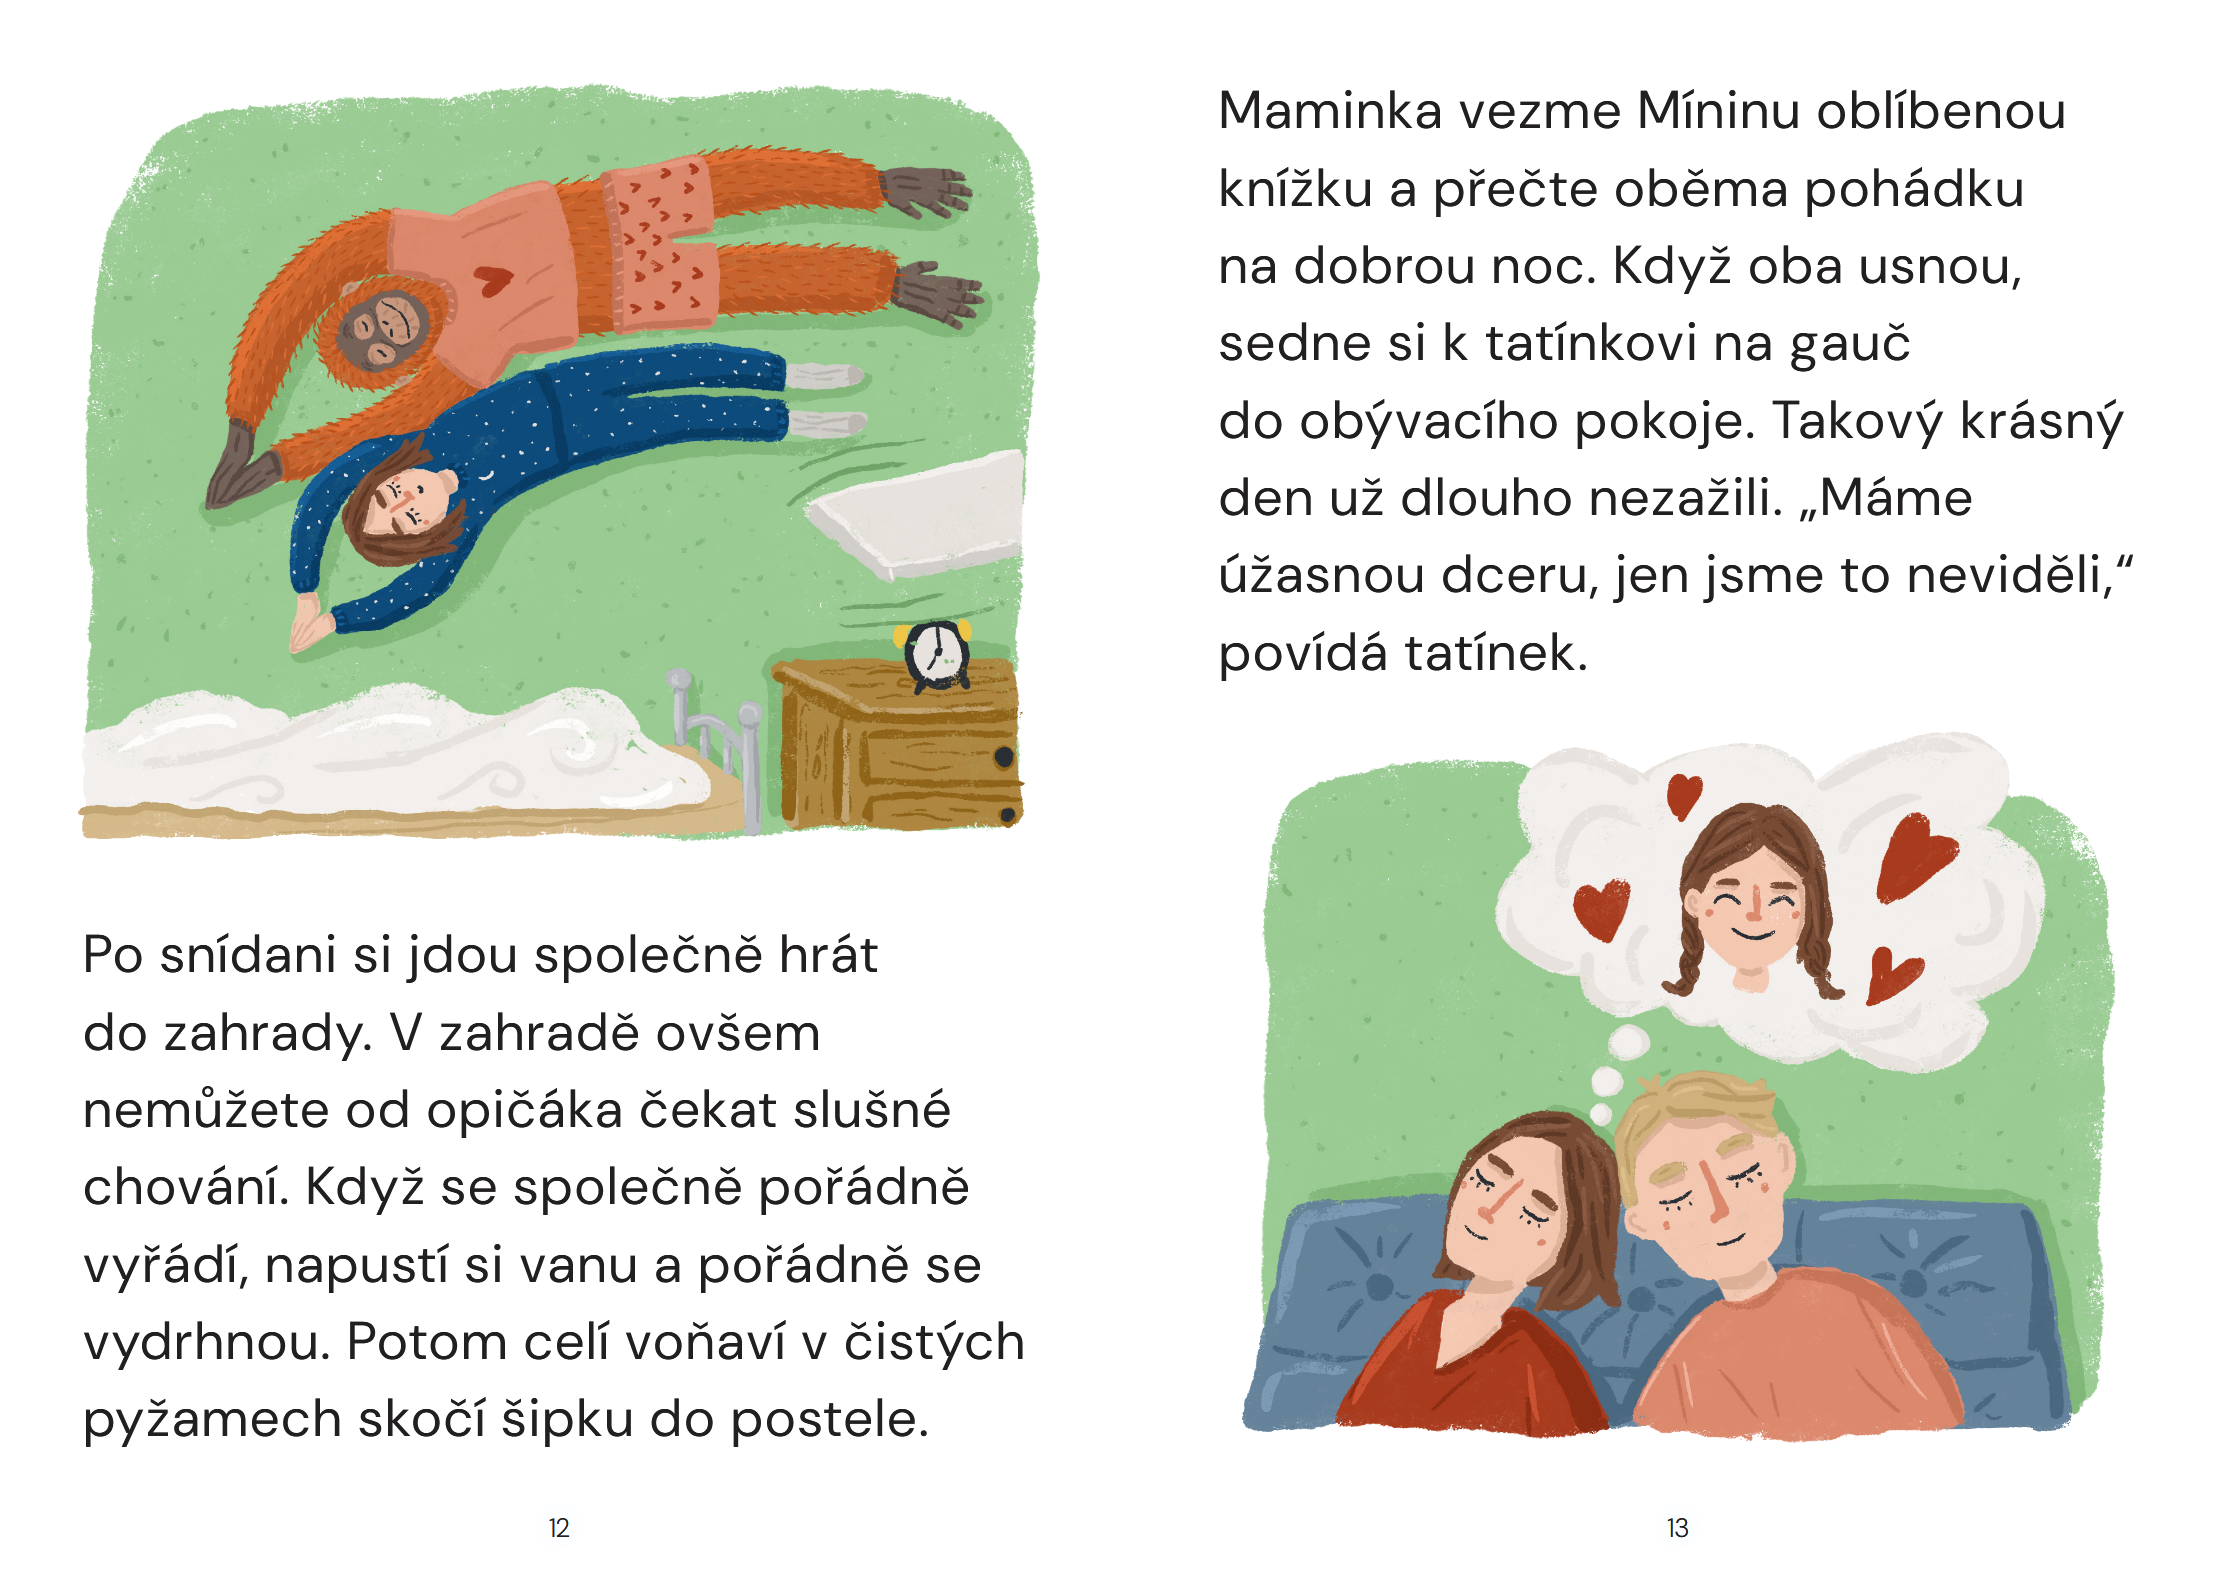 Po snídani si jdou společně hrát
do zahrady. V zahradě ovšem
nemůžete od opičáka čekat slušné
chování. Když se společně pořádně
vyřádí, napustí si vanu a pořádně se
vydrhnou. Potom celí voňaví v čistých
pyžamech skočí šipku do postele.
12
Maminka vezme Míninu oblíbenou
knížku a přečte oběma pohádku
na dobrou noc. Když oba usnou,
sedne si k tatínkovi na gauč
do obývacího pokoje. Takový krásný
den už dlouho nezažili. „Máme
úžasnou dceru, jen jsme to neviděli,“
povídá tatínek.
13